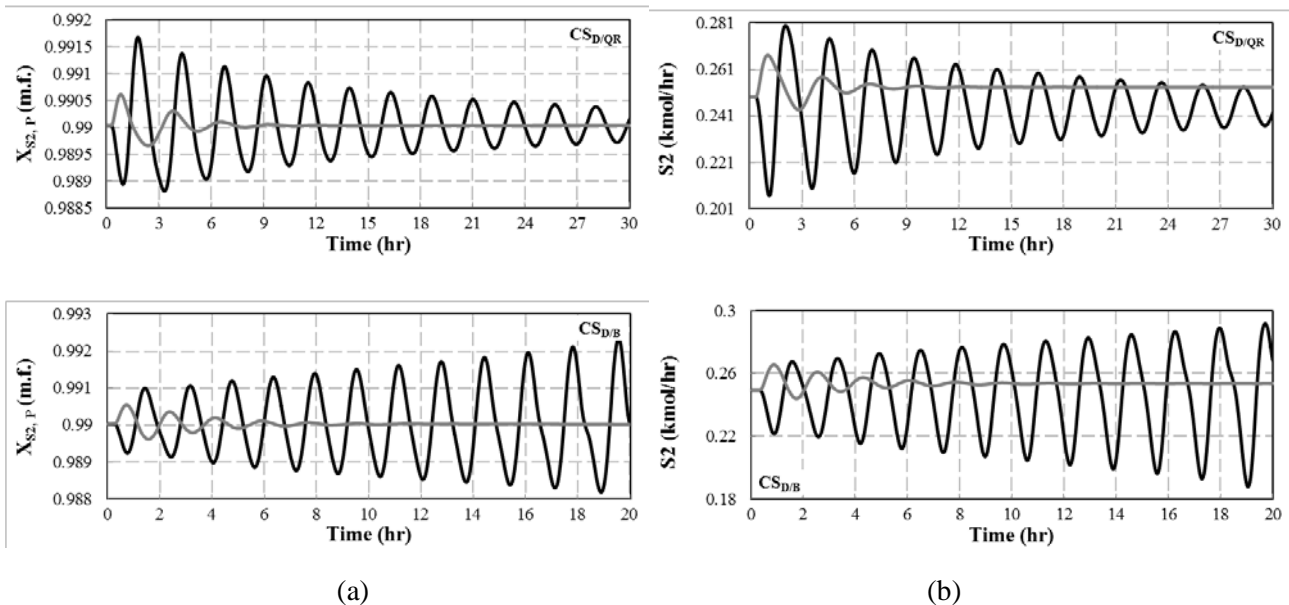 0.992
0.9915
0.991
0.9905
0.99
0.9895
0.989
0.9885
X_S2, P (m.f.)
CS_D/QR
0 3 6 9 12 15 18 21 24 27 30
Time (hr)
0.281
0.261
0.241
0.221
0.201
S2 (kmol/hr)
CS_D/QR
0 3 6 9 12 15 18 21 24 27 30
Time (hr)
0.993
0.992
0.991
0.99
0.989
0.988
X_S2, P (m.f.)
CS_D/B
0 2 4 6 8 10 12 14 16 18 20
Time (hr)
0.3
0.26
0.22
0.18
S2 (kmol/hr)
CS_D/B
0 2 4 6 8 10 12 14 16 18 20
Time (hr)
(a)
(b)